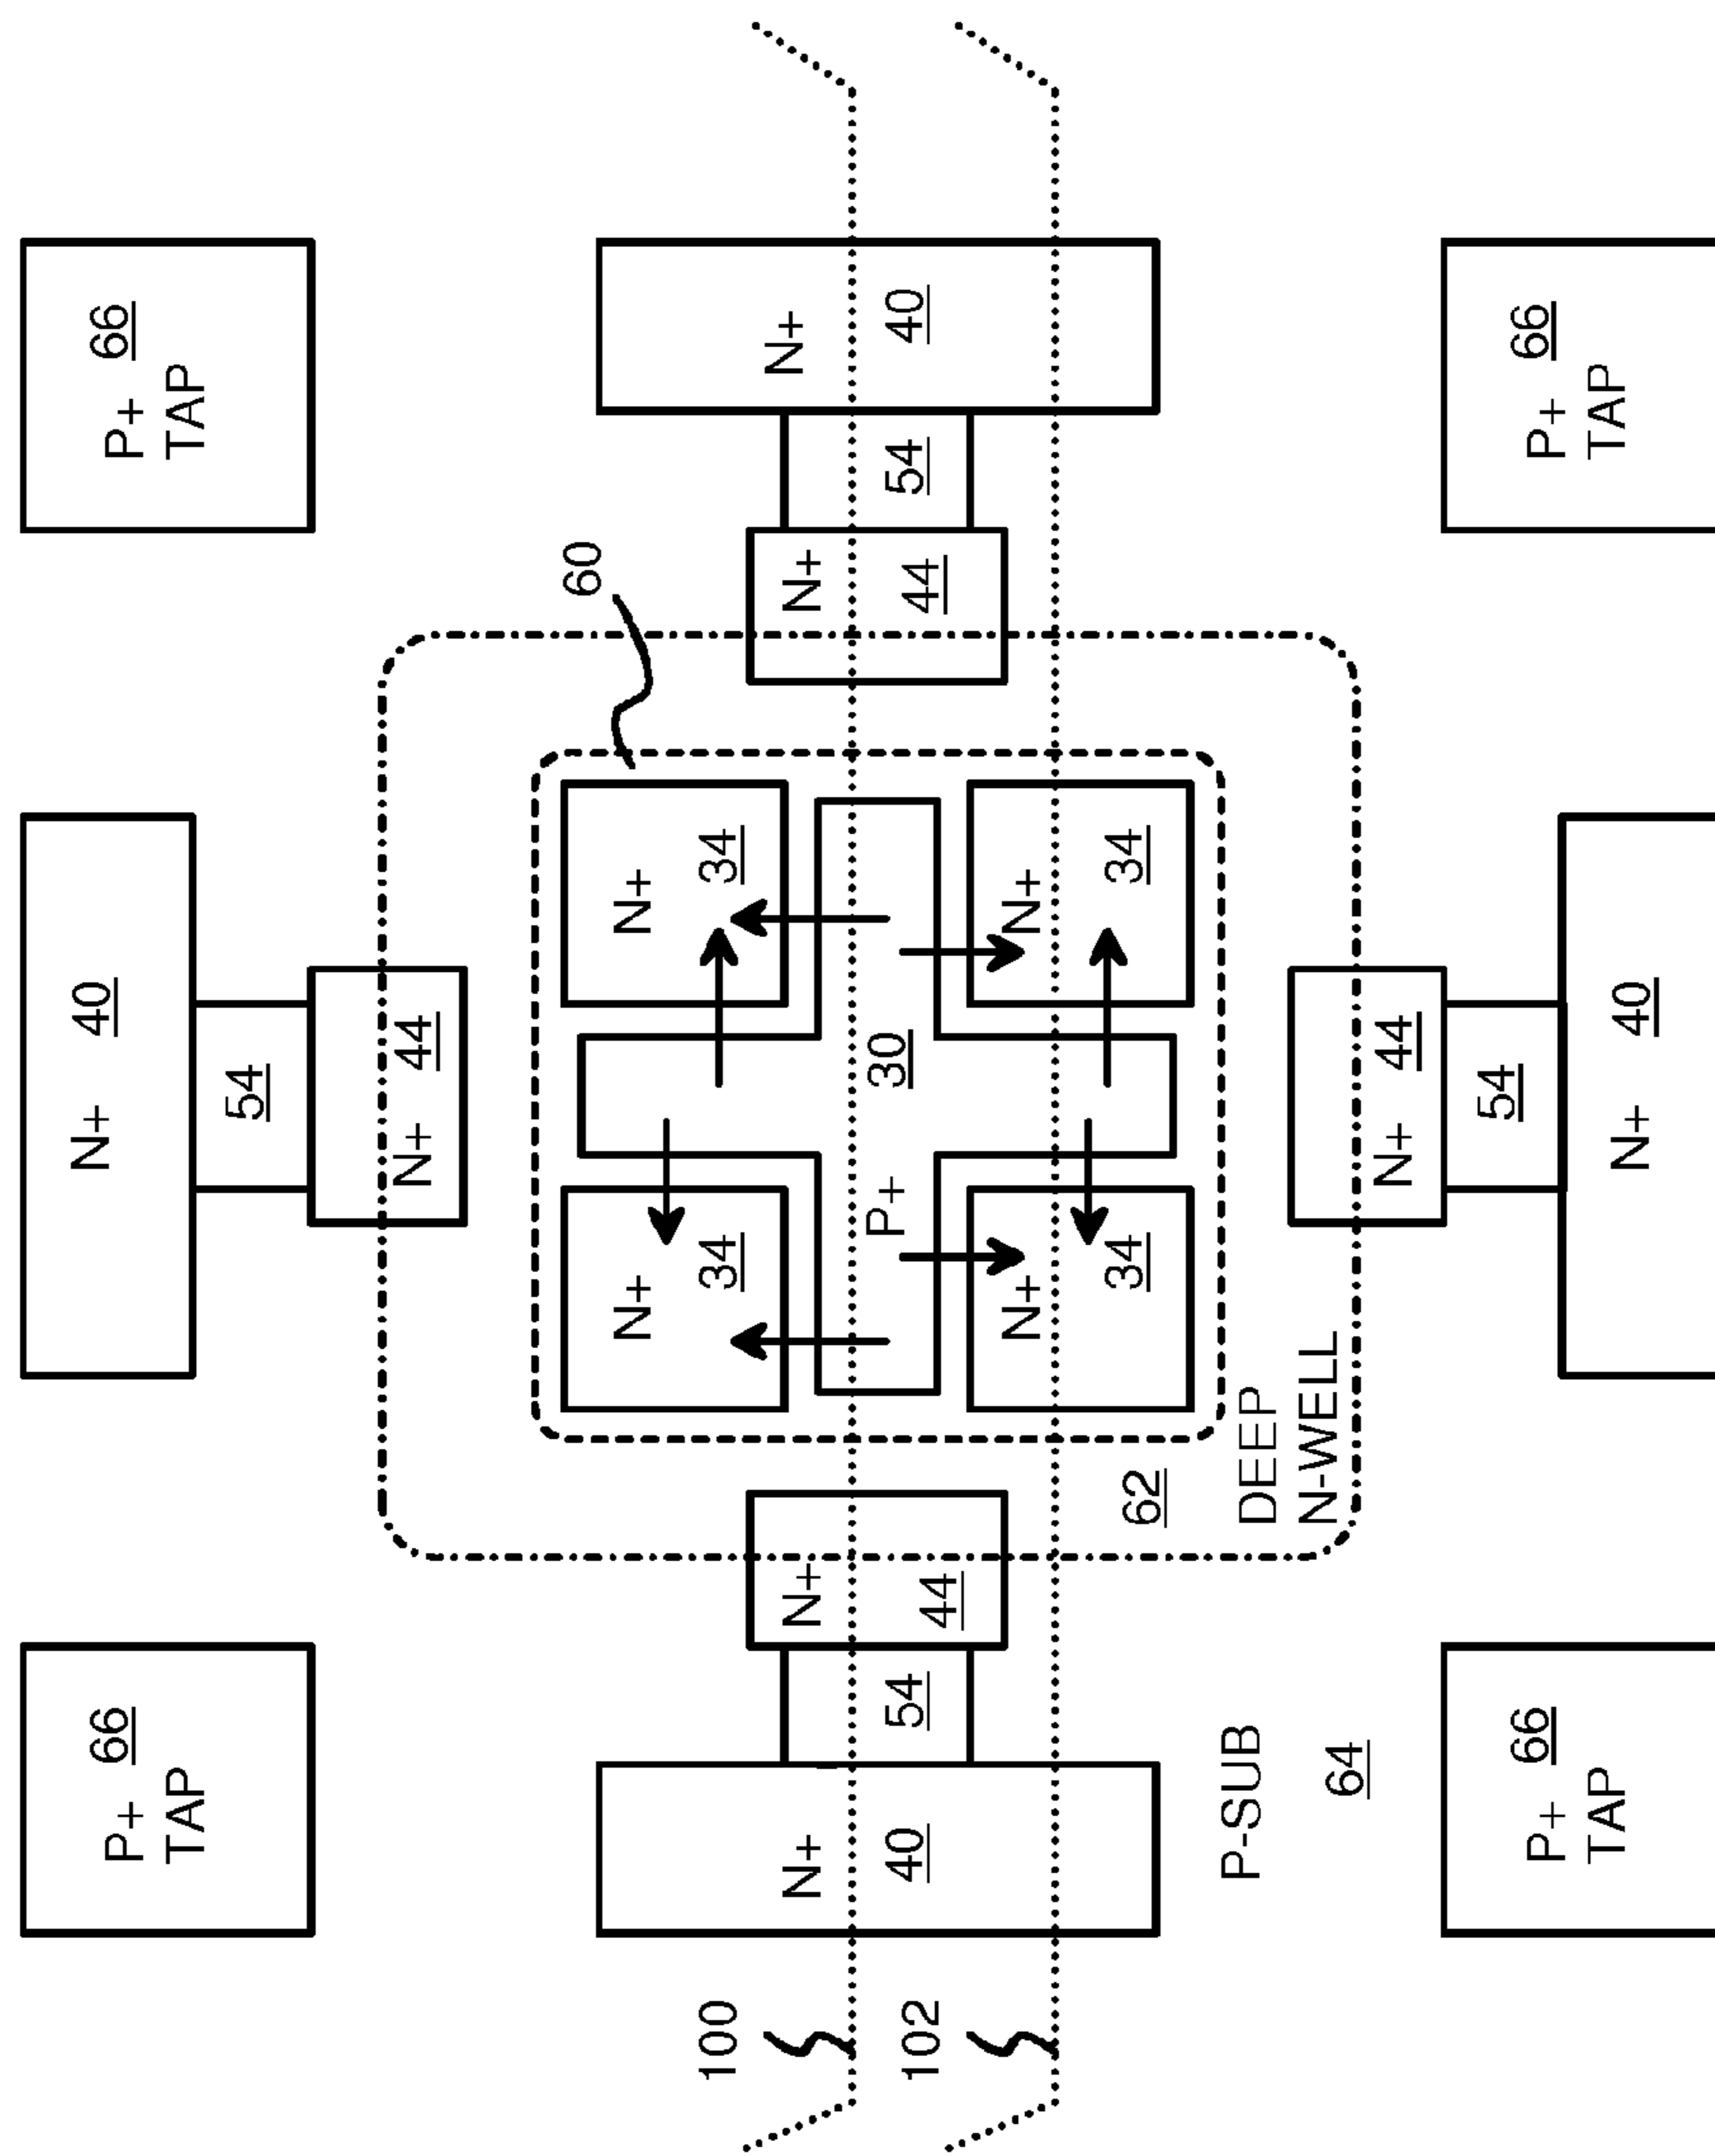 P+ 66
TAP
N+ 40
P+ 66
TAP
54
N+ 44
60
N+
34
N+
34
100
N+
40
54
N+
44
P+ 30
N+
44
54
N+
40
102
N+
34
N+
34
62
DEEP
N-WELL
P-SUB
64
N+ 44
54
P+ 66
TAP
N+ 40
P+ 66
TAP